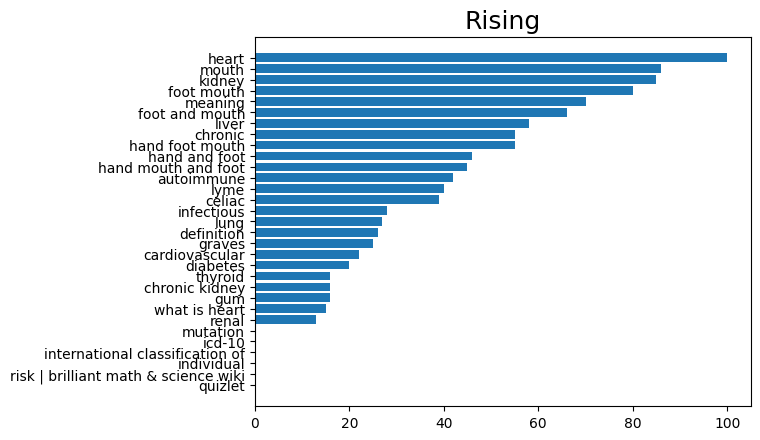 Rising
heart
mouth
kidney
foot mouth
meaning
foot and mouth
liver
chronic
hand foot mouth
hand and foot
hand mouth and foot
autoimmune
lyme
celiac
infectious
lung
definition
graves
cardiovascular
diabetes
thyroid
chronic kidney
gum
what is heart
renal
mutation
icd-10
international classification of
individual
risk | brilliant math & science wiki
quizlet
0 20 40 60 80 100